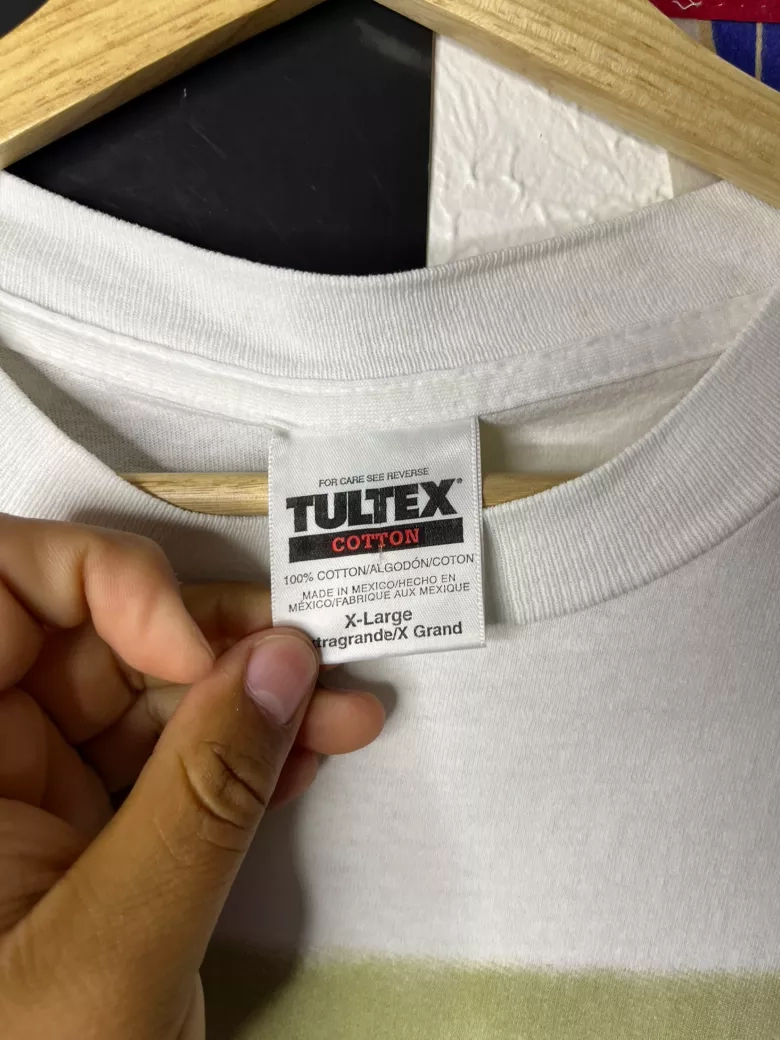 FOR CARE SEE REVERSE
TULTEX®
COTTON
100% COTTON/ALGODÓN/COTON
MADE IN MEXICO/HECHO EN
MÉXICO/FABRIQUE AUX MEXIQUE
X-Large
tragrande/X Grand